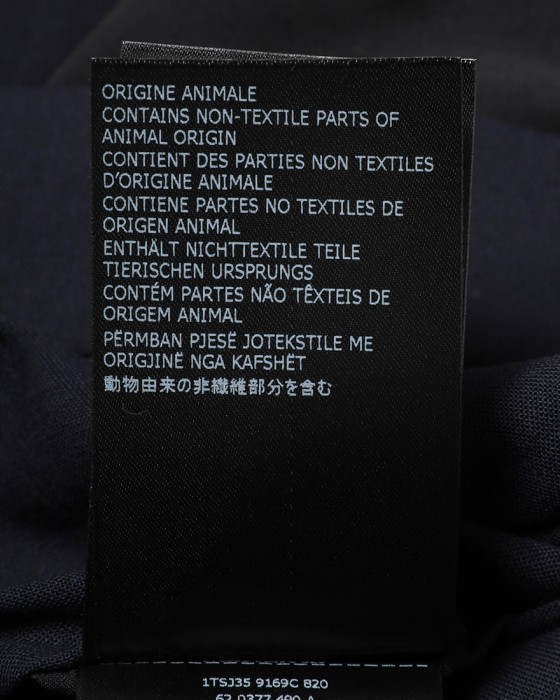 ORIGINE ANIMALE
CONTAINS NON-TEXTILE PARTS OF
ANIMAL ORIGIN
CONTIENT DES PARTIES NON TEXTILES
D'ORIGINE ANIMALE
CONTIENE PARTES NO TEXTILES DE
ORIGEN ANIMAL
ENTHÄLT NICHTTEXTILE TEILE
TIERISCHEN URSPRUNGS
CONTÉM PARTES NÃO TÊXTEIS DE
ORIGEM ANIMAL
PËRMBAN PJESË JOTEKSTILE ME
ORIGJINË NGA KAFSHËT
動物由来の非繊維部分を含む
1TSJ35 9169C 820
62 0377 490 A